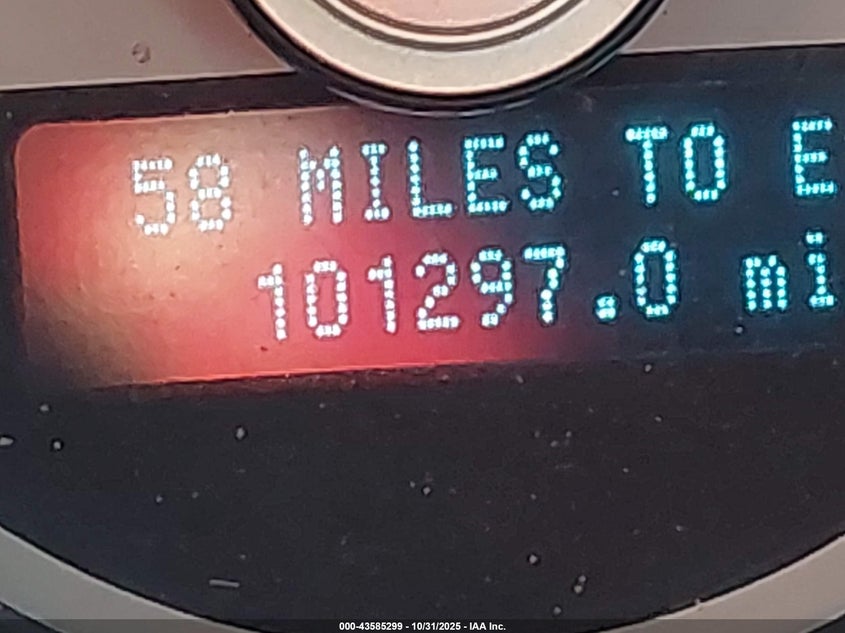 58 MILES TO E
101297.0 mi
000-43585299 - 10/31/2025 - IAA Inc.